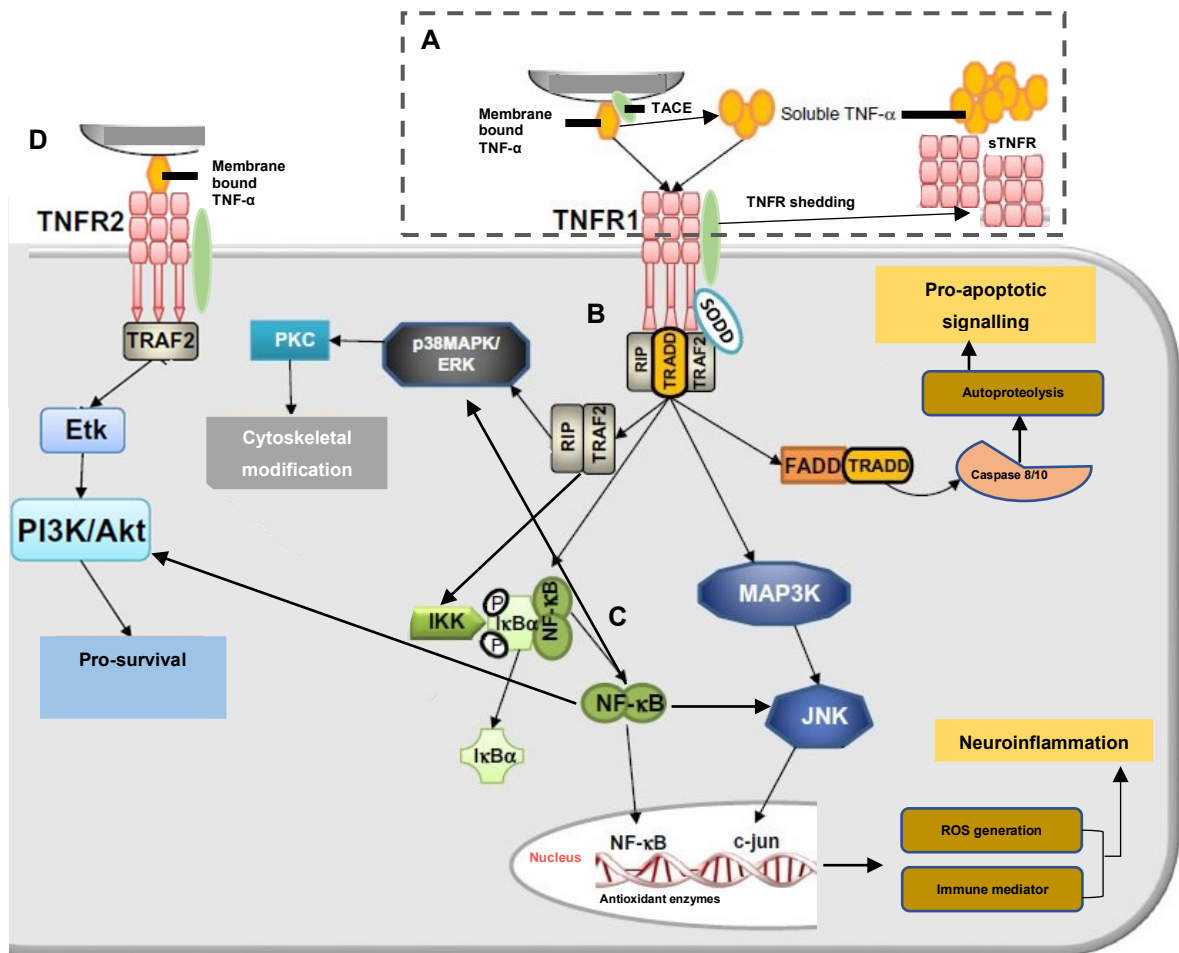 A
TACE
Membrane
bound
TNF-α
Soluble TNF-α
sTNFR
TNFR shedding
TNFR1
D
Membrane
bound
TNF-α
TNFR2
TRAF2
Etk
PI3K/Akt
Pro-survival
PKC
Cytoskeletal
modification
p38MAPK/
ERK
B
SODD
RIP
TRADD
TRAF2
RIP
TRAF2
FADD
TRADD
Caspase 8/10
Autoproteolysis
Pro-apoptotic
signalling
MAP3K
JNK
IKK
P
P
IκBα
NF-κB
C
NF-κB
IκBα
Nucleus
NF-κB
c-jun
Antioxidant enzymes
Neuroinflammation
ROS generation
Immune mediator